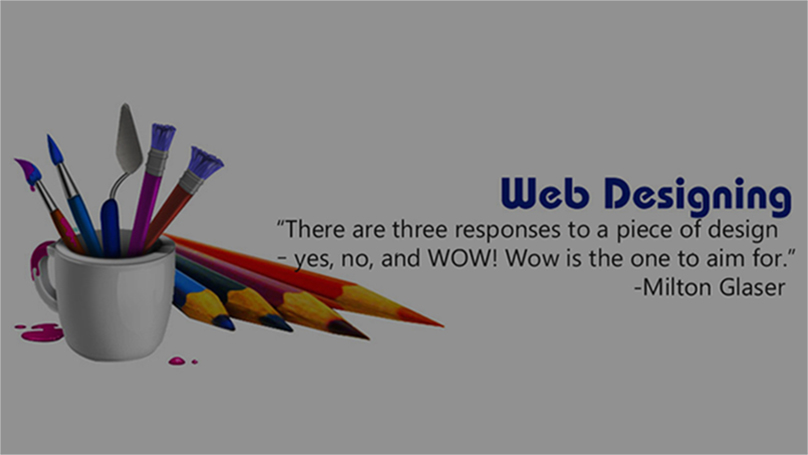 Web Designing
“There are three responses to a piece of design
– yes, no, and WOW! Wow is the one to aim for.”
-Milton Glaser